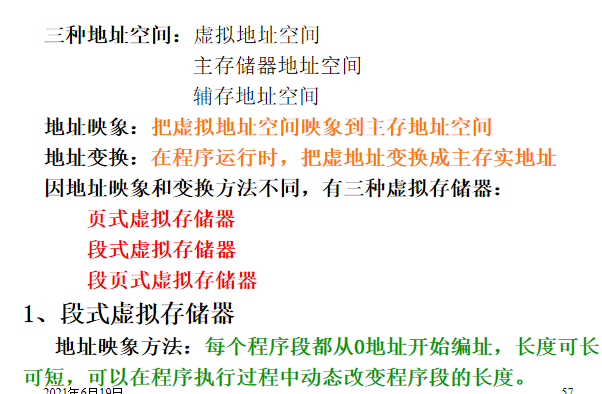 三种地址空间：虚拟地址空间
主存储器地址空间
辅存地址空间
地址映象：把虚拟地址空间映象到主存地址空间
地址变换：在程序运行时，把虚地址变换成主存实地址
因地址映象和变换方法不同，有三种虚拟存储器：
页式虚拟存储器
段式虚拟存储器
段页式虚拟存储器
1、段式虚拟存储器
地址映象方法：每个程序段都从0地址开始编址，长度可长
可短，可以在程序执行过程中动态改变程序段的长度。
2021年6月19日
57